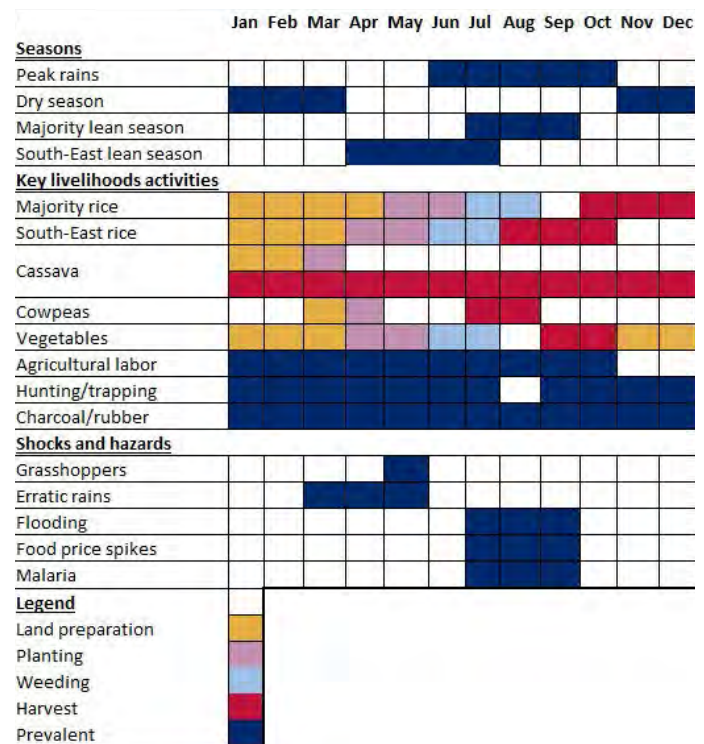 Jan Feb Mar Apr May Jun Jul Aug Sep Oct Nov Dec
Seasons
Peak rains
Dry season
Majority lean season
South-East lean season
Key livelihoods activities
Majority rice
South-East rice
Cassava
Cowpeas
Vegetables
Agricultural labor
Hunting/trapping
Charcoal/rubber
Shocks and hazards
Grasshoppers
Erratic rains
Flooding
Food price spikes
Malaria
Legend
Land preparation
Planting
Weeding
Harvest
Prevalent